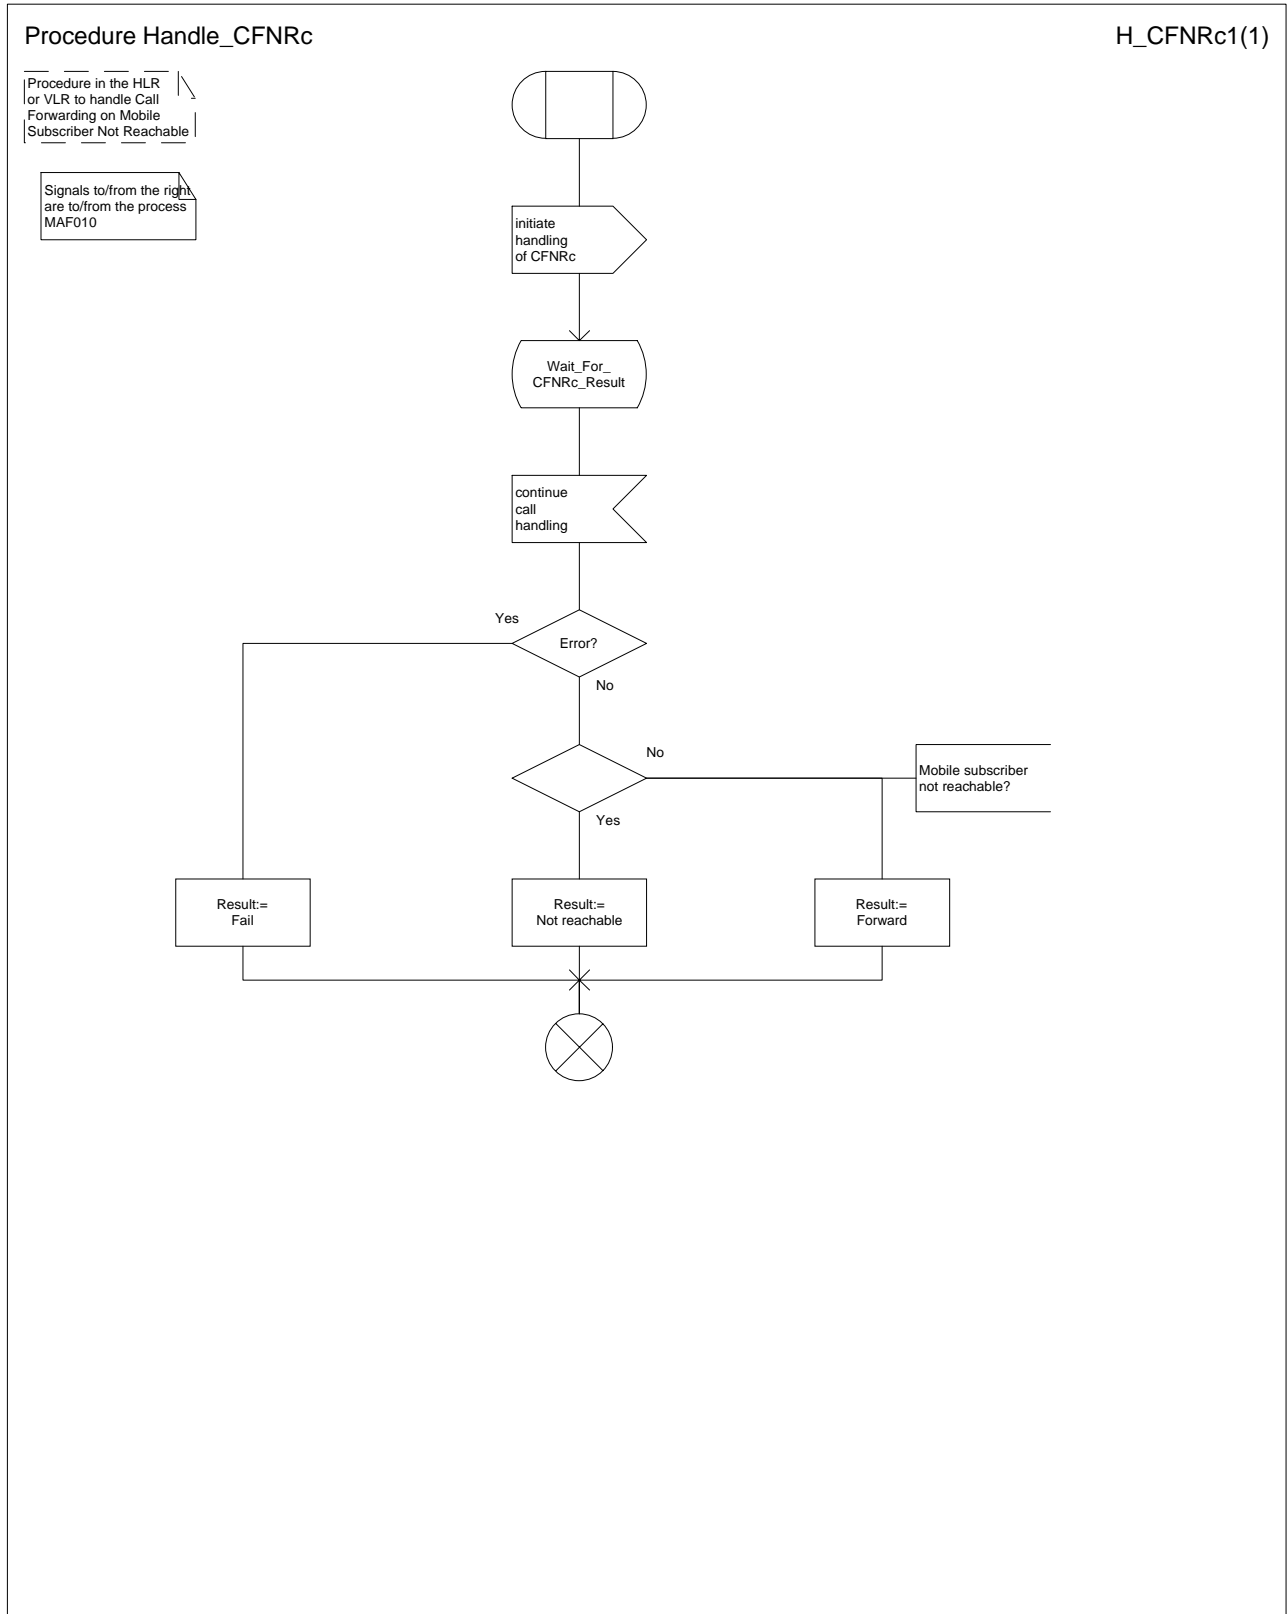 Procedure Handle_CFNRc
H_CFNRc1(1)
Procedure in the HLR
or VLR to handle Call
Forwarding on Mobile
Subscriber Not Reachable
Signals to/from the right
are to/from the process
MAF010
initiate
handling
of CFNRc
Wait_For_
CFNRc_Result
continue
call
handling
Yes
Error?
No
No
Mobile subscriber
not reachable?
Yes
Result:=
Fail
Result:=
Not reachable
Result:=
Forward